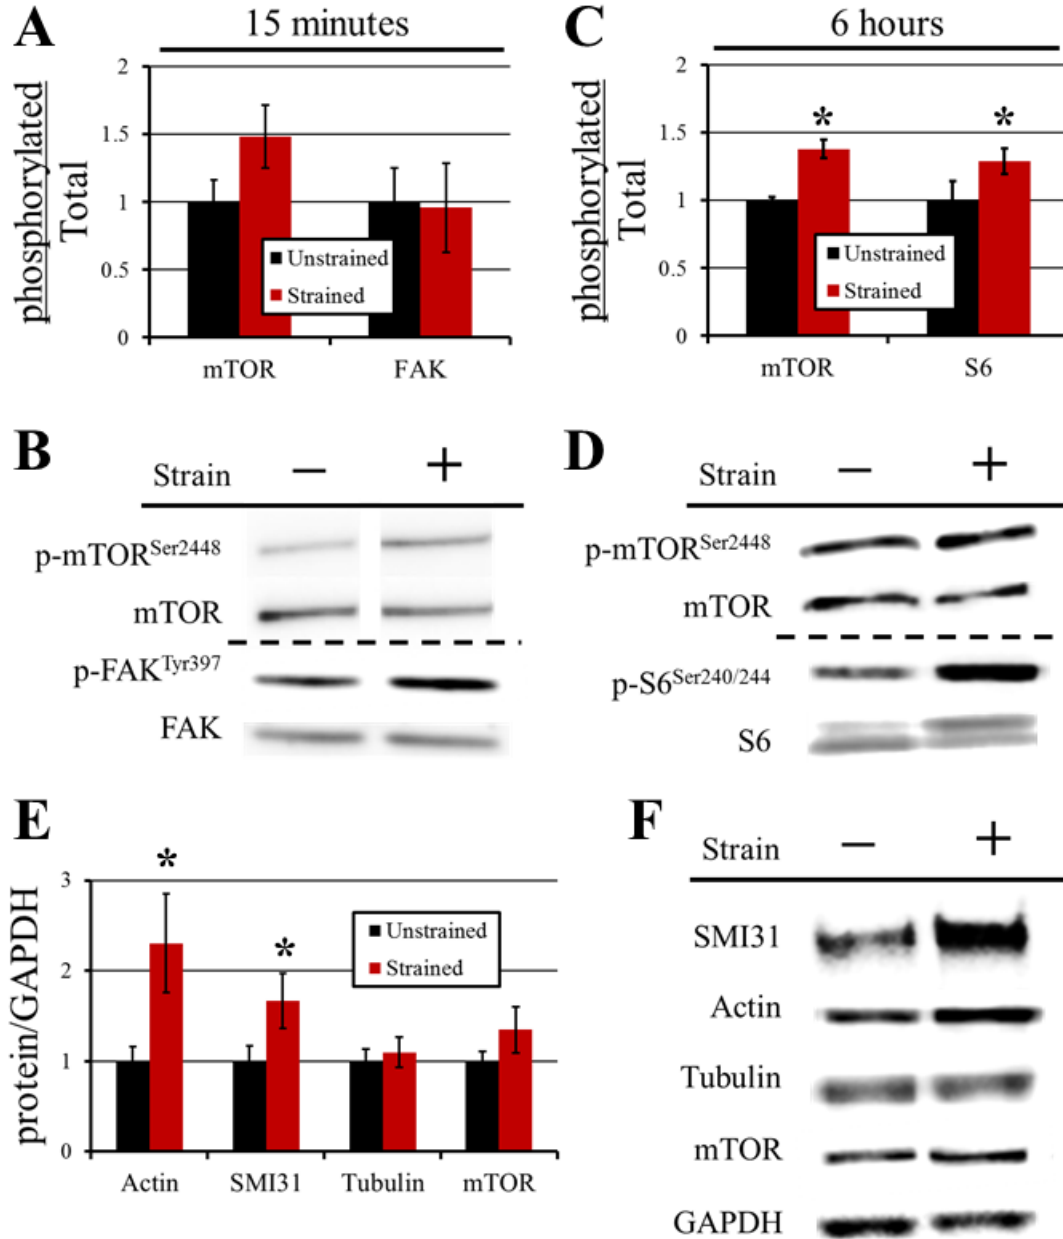 A
15 minutes
phosphorylated
Total
2
1.5
1
0.5
0
Unstrained
Strained
mTOR
FAK
C
6 hours
phosphorylated
Total
2
1.5
1
0.5
0
*
*
Unstrained
Strained
mTOR
S6
B
Strain − +
p-mTORSer2448
mTOR
p-FAKTyr397
FAK
D
Strain − +
p-mTORSer2448
mTOR
p-S6Ser240/244
S6
E
protein/GAPDH
3
2
1
0
*
*
Unstrained
Strained
Actin
SMI31
Tubulin
mTOR
F
Strain − +
SMI31
Actin
Tubulin
mTOR
GAPDH